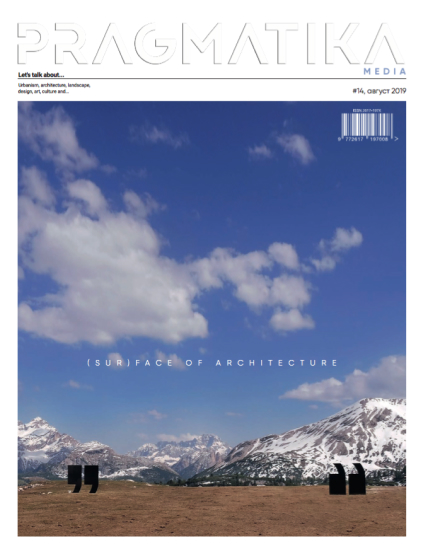 PRAGMATIKA
MEDIA
Let's talk about...
Urbanism, architecture, landscape,
design, art, culture and...
#14, август 2019
(SUR)FACE OF ARCHITECTURE